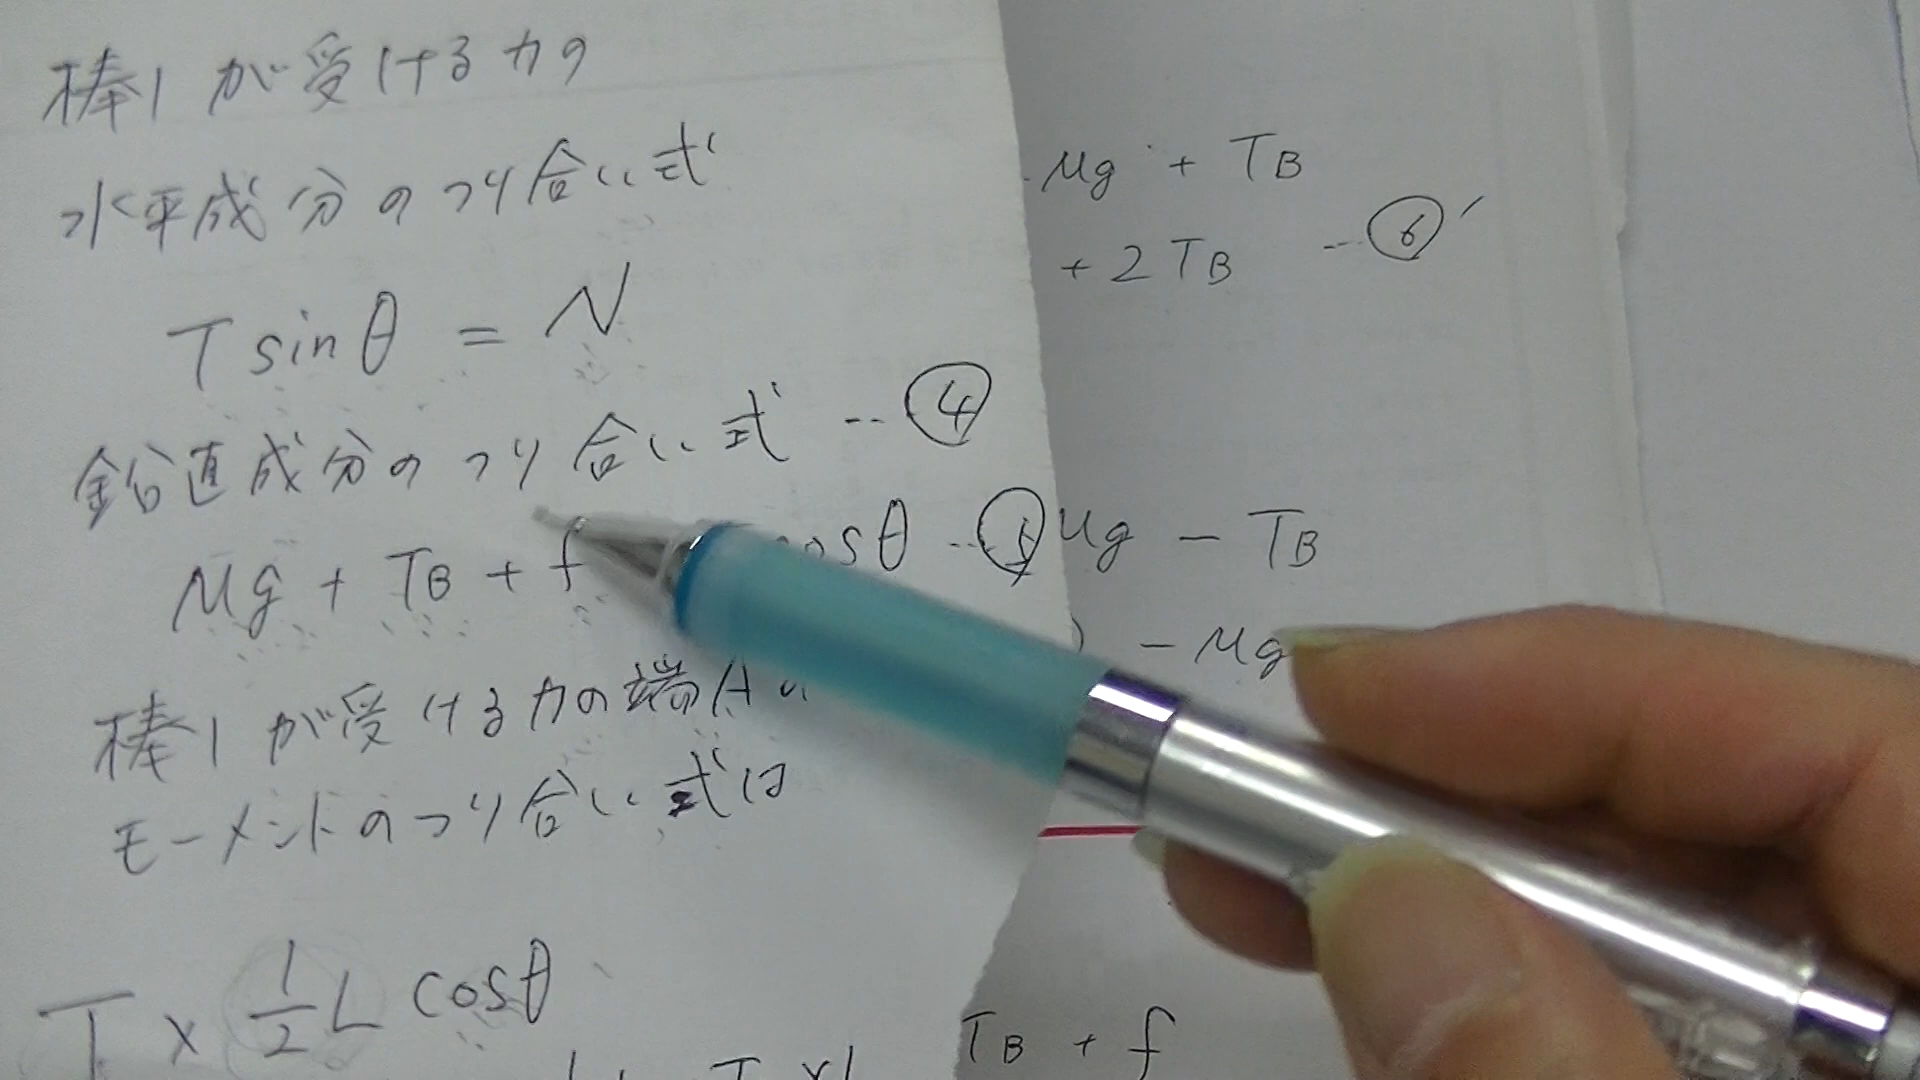 棒1が受ける力の
水平成分のつり合い式
T sinθ = N
鉛直成分のつり合い式 --- ④
Mg + TB + f cosθ ---
棒1が受ける力の端A
モーメントのつり合い式は
T × 1/2 L cosθ
Mg + TB
+ 2TB --- ⑥'
Mg - TB
- Mg
TB + f